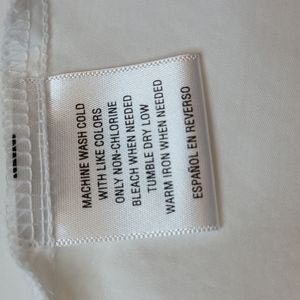 MACHINE WASH COLD
WITH LIKE COLORS
ONLY NON-CHLORINE
BLEACH WHEN NEEDED
TUMBLE DRY LOW
WARM IRON WHEN NEEDED
ESPAÑOL EN REVERSO